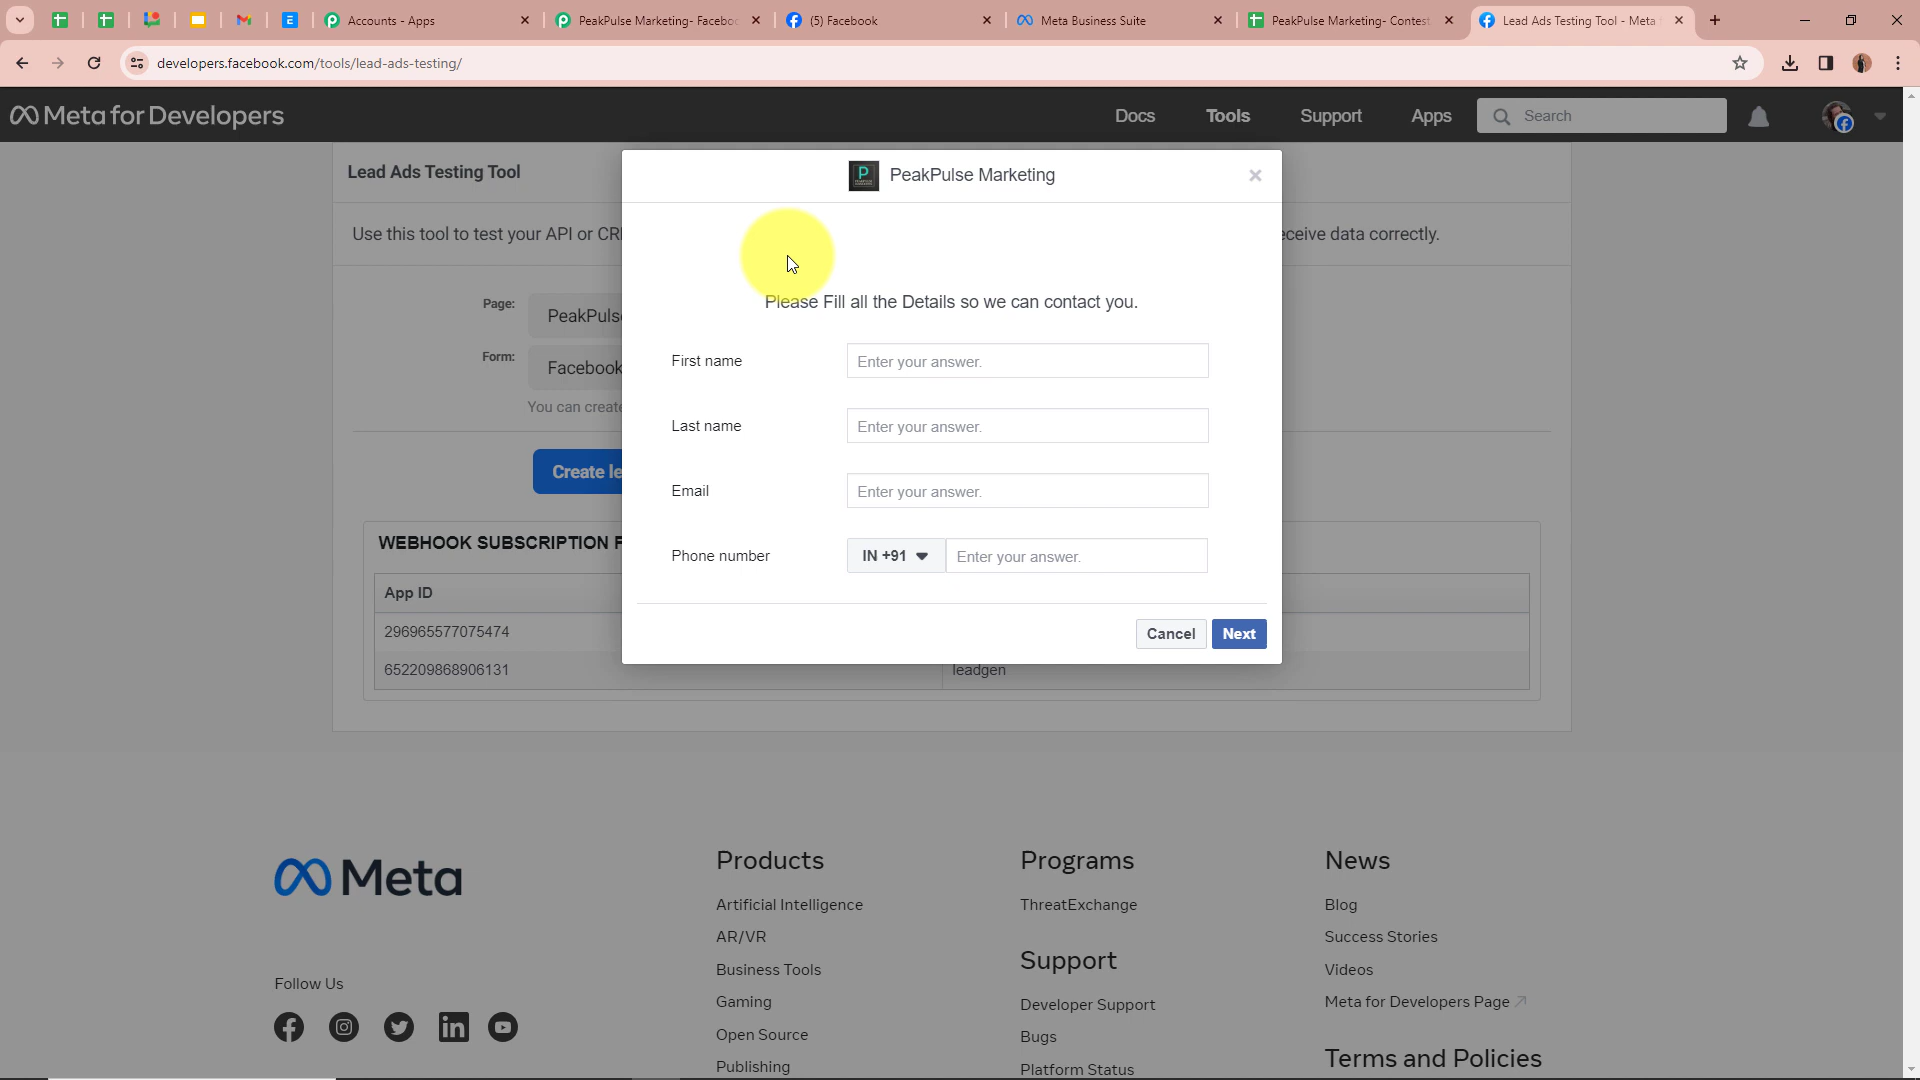 Accounts - Apps
PeakPulse Marketing- Faceboo
(5) Facebook
Meta Business Suite
PeakPulse Marketing- Contest
Lead Ads Testing Tool - Meta
developers.facebook.com/tools/lead-ads-testing/
Meta for Developers
Docs
Tools
Support
Apps
Search
Lead Ads Testing Tool
PeakPulse Marketing
Use this tool to test your API or CR
eceive data correctly.
Please Fill all the Details so we can contact you.
Page:
PeakPuls
Form:
Facebook
You can create
First name
Enter your answer.
Last name
Enter your answer.
Email
Enter your answer.
Phone number
IN +91
Enter your answer.
Cancel
Next
Create le
WEBHOOK SUBSCRIPTION F
App ID
296965577075474
652209868906131
leadgen
Meta
Follow Us
Products
Artificial Intelligence
AR/VR
Business Tools
Gaming
Open Source
Publishing
Programs
ThreatExchange
Support
Developer Support
Bugs
Platform Status
News
Blog
Success Stories
Videos
Meta for Developers Page
Terms and Policies